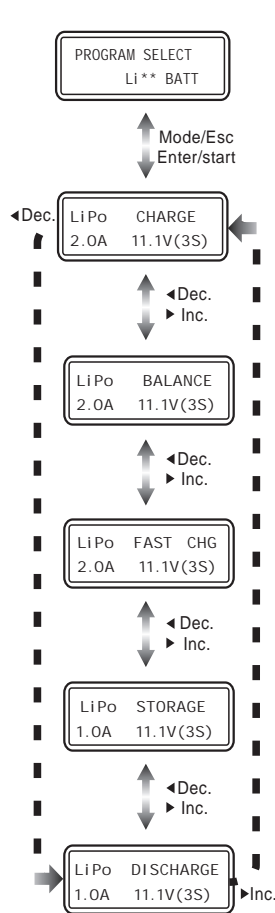 PROGRAM SELECT
Li** BATT
Mode/Esc
Enter/start
◀Dec.
LiPo CHARGE
2.0A 11.1V(3S)
◀Dec.
▶ Inc.
LiPo BALANCE
2.0A 11.1V(3S)
◀Dec.
▶ Inc.
LiPo FAST CHG
2.0A 11.1V(3S)
◀ Dec.
▶ Inc.
LiPo STORAGE
1.0A 11.1V(3S)
◀Dec.
▶ Inc.
LiPo DISCHARGE
1.0A 11.1V(3S)
▶Inc.